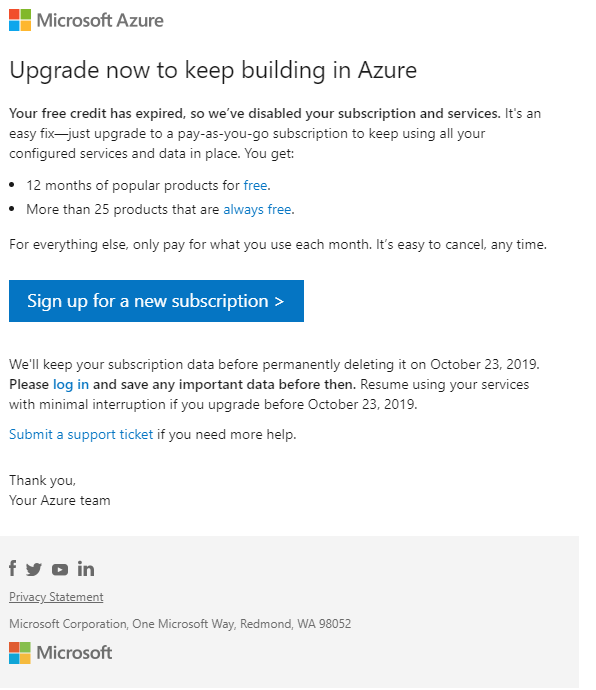 Microsoft Azure
Upgrade now to keep building in Azure
Your free credit has expired, so we’ve disabled your subscription and services. It's an
easy fix—just upgrade to a pay-as-you-go subscription to keep using all your
configured services and data in place. You get:
• 12 months of popular products for free.
• More than 25 products that are always free.
For everything else, only pay for what you use each month. It’s easy to cancel, any time.
Sign up for a new subscription >
We'll keep your subscription data before permanently deleting it on October 23, 2019.
Please log in and save any important data before then. Resume using your services
with minimal interruption if you upgrade before October 23, 2019.
Submit a support ticket if you need more help.
Thank you,
Your Azure team
Privacy Statement
Microsoft Corporation, One Microsoft Way, Redmond, WA 98052
Microsoft